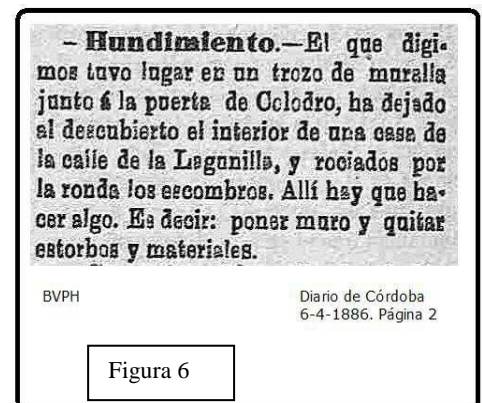 – Hundimiento.—El que digi-
mos tuvo lugar en un trozo de muralla
junto á la puerta de Colodro, ha dejado
al descubierto el interior de una casa de
la calle de la Lagunilla, y rociados por
la ronda los escombros. Allí hay que ha-
cer algo. Es decir: poner muro y quitar
estorbos y materiales.
BVPH
Diario de Córdoba
6-4-1886. Página 2
Figura 6